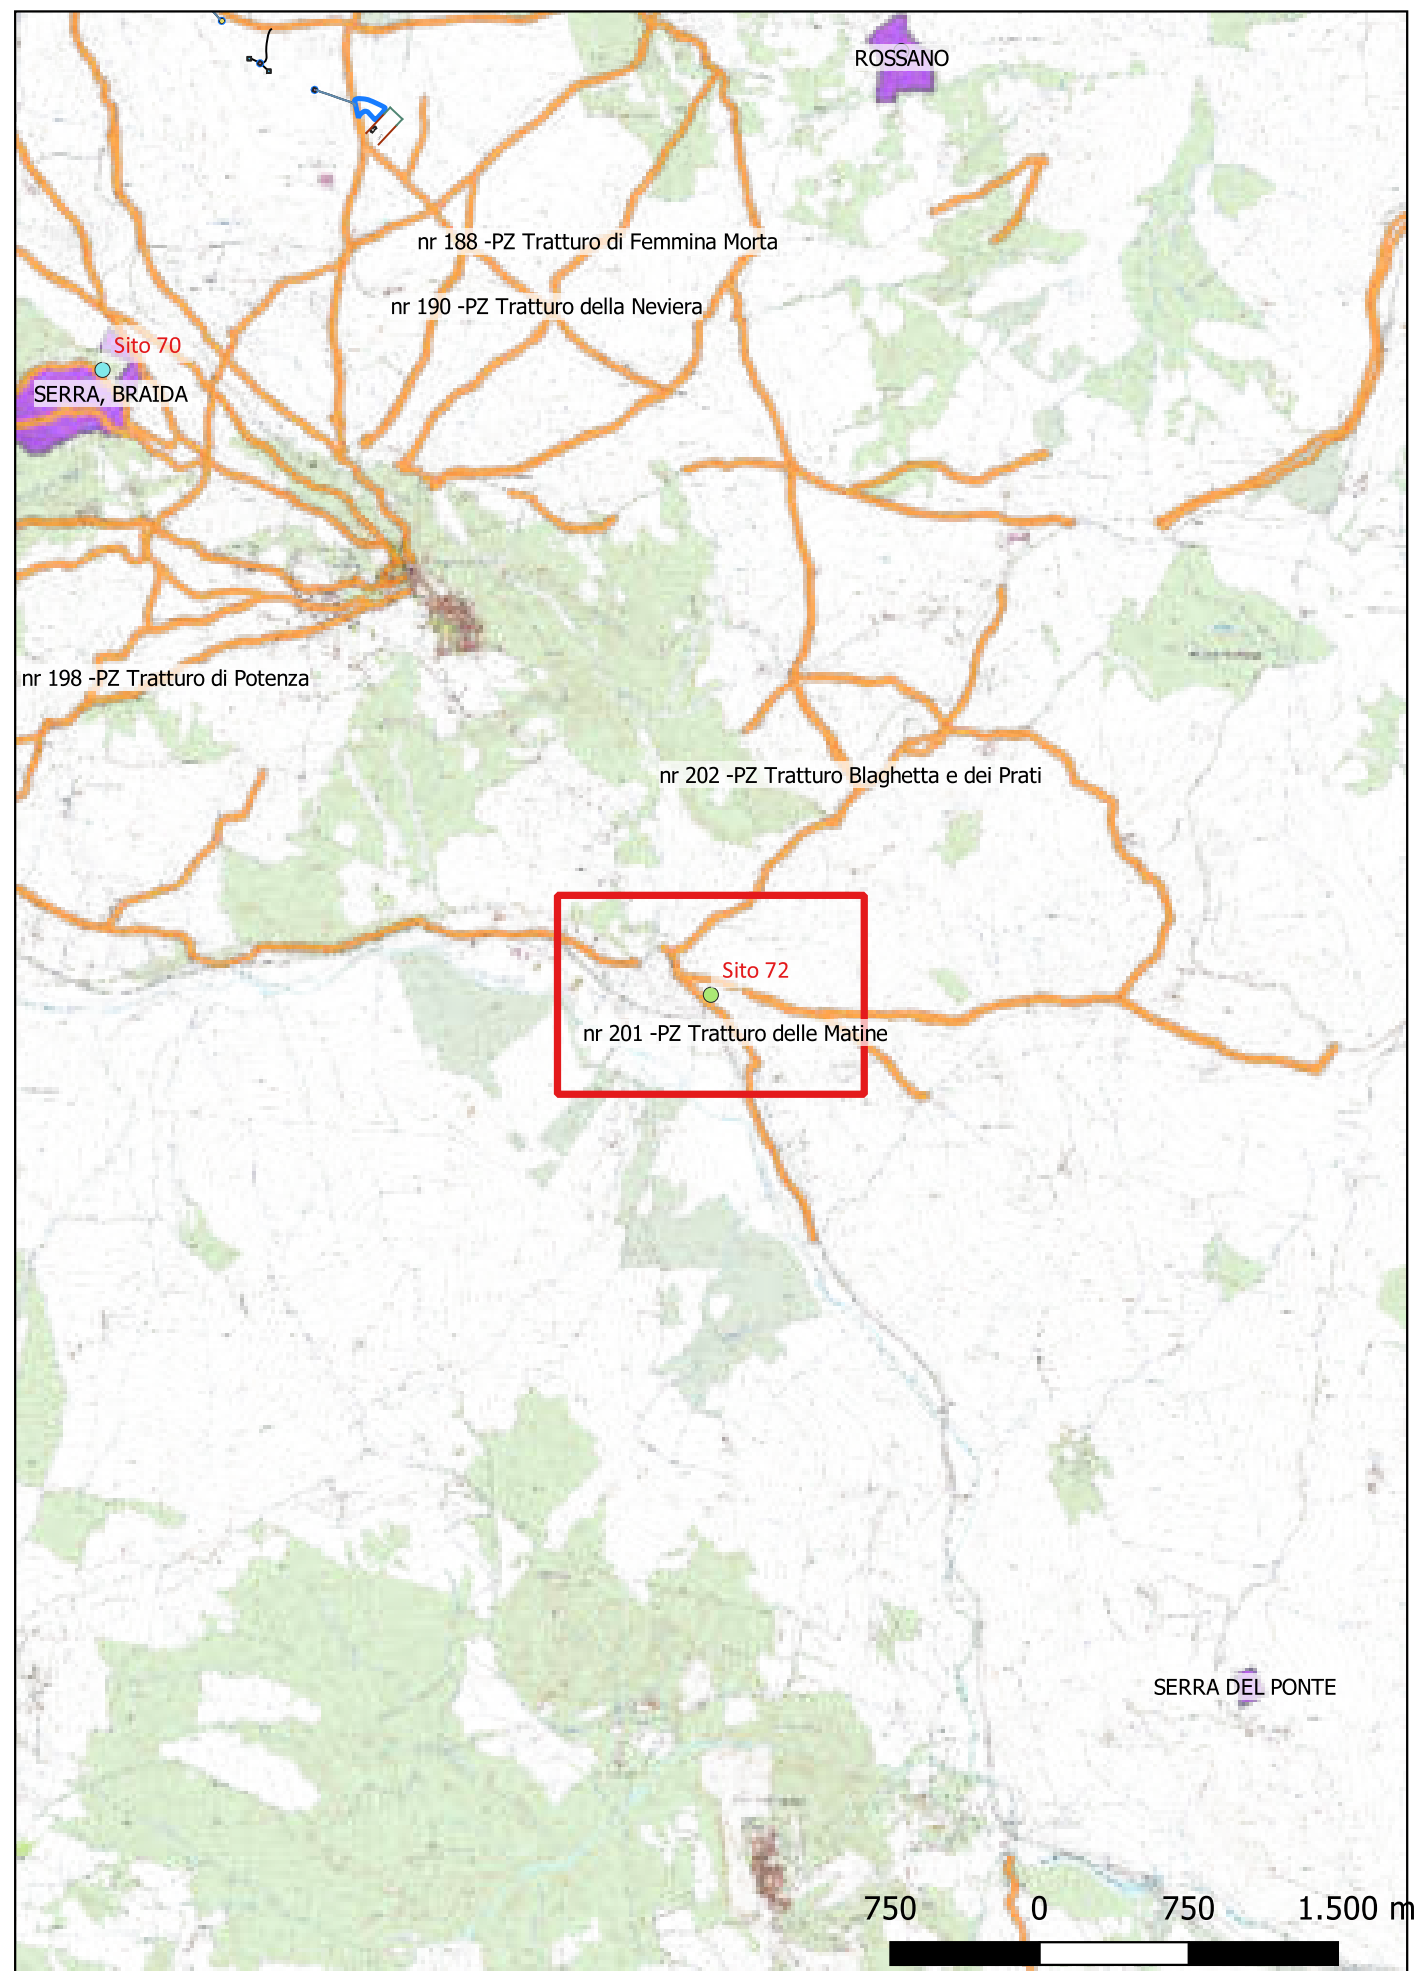 ROSSANO
nr 188 -PZ Tratturo di Femmina Morta
nr 190 -PZ Tratturo della Neviera
Sito 70
SERRA, BRAIDA
nr 198 -PZ Tratturo di Potenza
nr 202 -PZ Tratturo Blaghetta e dei Prati
Sito 72
nr 201 -PZ Tratturo delle Matine
SERRA DEL PONTE
750 0 750 1.500 m